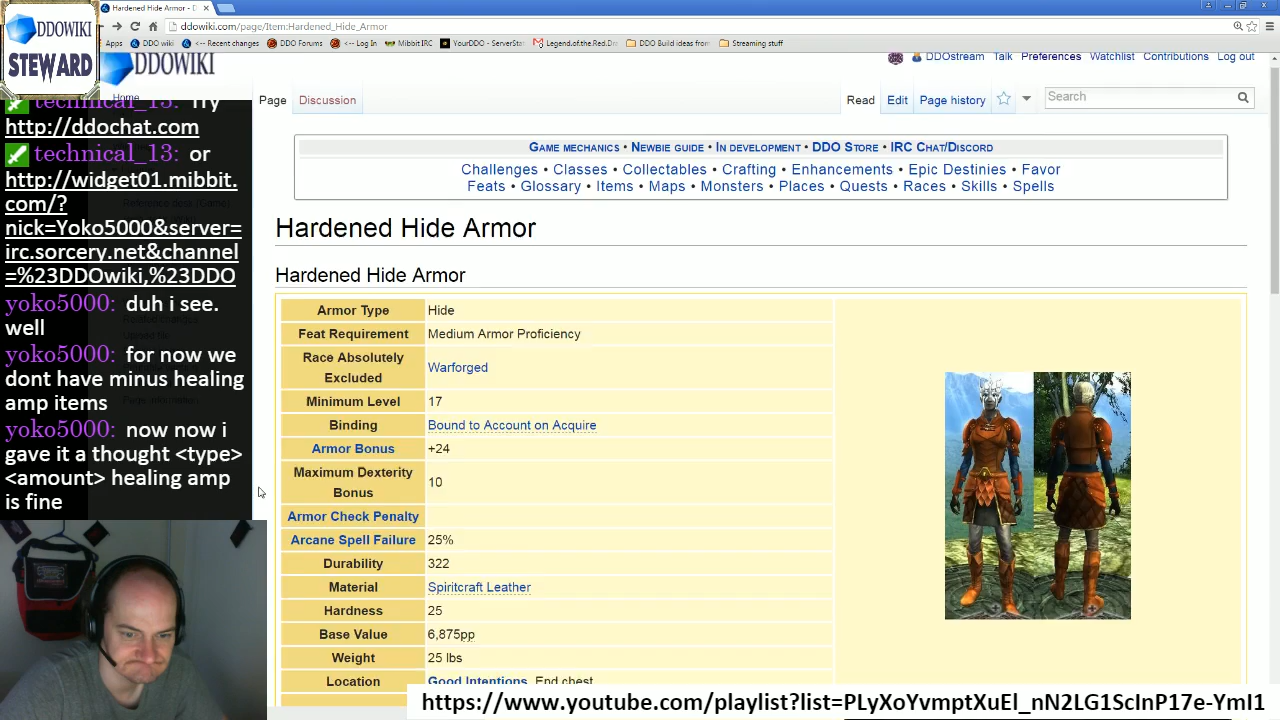 Hardened Hide Armor - D
ddowiki.com/page/Item:Hardened_Hide_Armor
Apps DDO wiki <-- Recent changes DDO Forums <-- Log In Mibbit IRC YourDDO - ServerStat Legend.of.the.Red.Dra DDO Build ideas from Streaming stuff
DDOWIKI
STEWARD
DDOWIKI
DDOstream Talk Preferences Watchlist Contributions Log out
Home
Page Discussion Read Edit Page history Search
technical_13: Try
http://ddochat.com
technical_13: or
http://widget01.mibbit.
com/?
nick=Yoko5000&server=
irc.sorcery.net&channel
=%23DDOwiki,%23DDO
yoko5000: duh i see.
well
yoko5000: for now we
dont have minus healing
amp items
yoko5000: now now i
gave it a thought <type>
<amount> healing amp
is fine
Game mechanics • Newbie guide • In development • DDO Store • IRC Chat/Discord
Challenges • Classes • Collectables • Crafting • Enhancements • Epic Destinies • Favor
Feats • Glossary • Items • Maps • Monsters • Places • Quests • Races • Skills • Spells
Hardened Hide Armor
Hardened Hide Armor
Armor Type Hide
Feat Requirement Medium Armor Proficiency
Race Absolutely
Excluded Warforged
Minimum Level 17
Binding Bound to Account on Acquire
Armor Bonus +24
Maximum Dexterity
Bonus 10
Armor Check Penalty
Arcane Spell Failure 25%
Durability 322
Material Spiritcraft Leather
Hardness 25
Base Value 6,875pp
Weight 25 lbs
Location Good Intentions, End chest
https://www.youtube.com/playlist?list=PLyXoYvmptXuEl_nN2LG1ScInP17e-YmI1